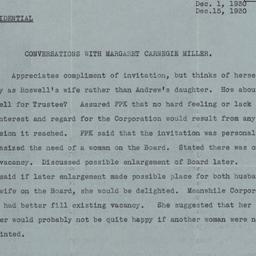 Dec. 1, 1930
Dec.15, 1930
IDENTIAL
CONVERSATIONS WITH MARGARET CARNEGIE MILLER.
Appreciates compliment of invitation, but thinks of herse
y as Roswell's wife rather than Andrew's daughter. How abou
ell for Trustee? Assured FPK that no hard feeling or lack
nterest and regard for the Corporation would result from any
sion it reached. FPK said that the invitation was personal
hasized the need of a woman on the Board. Stated there was o
vacancy. Discussed possible enlargement of Board later.
said if later enlargement made possible place for both husba
wife on the Board, she would be delighted. Meanwhile Corpor
had better fill existing vacancy. She suggested that her
er would probably not be quite happy if another woman were n
inted.